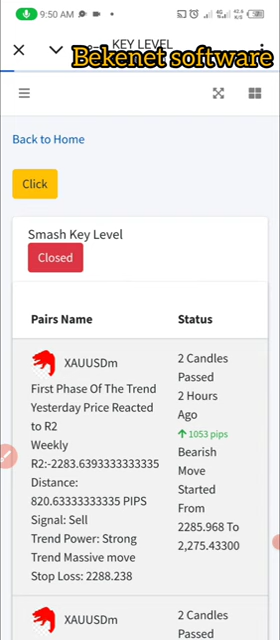 9:50 AM
KEY LEVEL
Bekenet software
Back to Home
Click
Smash Key Level
Closed
Pairs Name
Status
XAUUSDm
First Phase Of The Trend
Yesterday Price Reacted
to R2
Weekly
R2:-2283.6393333333335
Distance:
820.63333333335 PIPS
Signal: Sell
Trend Power: Strong
Trend Massive move
Stop Loss: 2288.238
2 Candles
Passed
2 Hours
Ago
1053 pips
Bearish
Move
Started
From
2285.968 To
2,275.43300
XAUUSDm
2 Candles
Passed